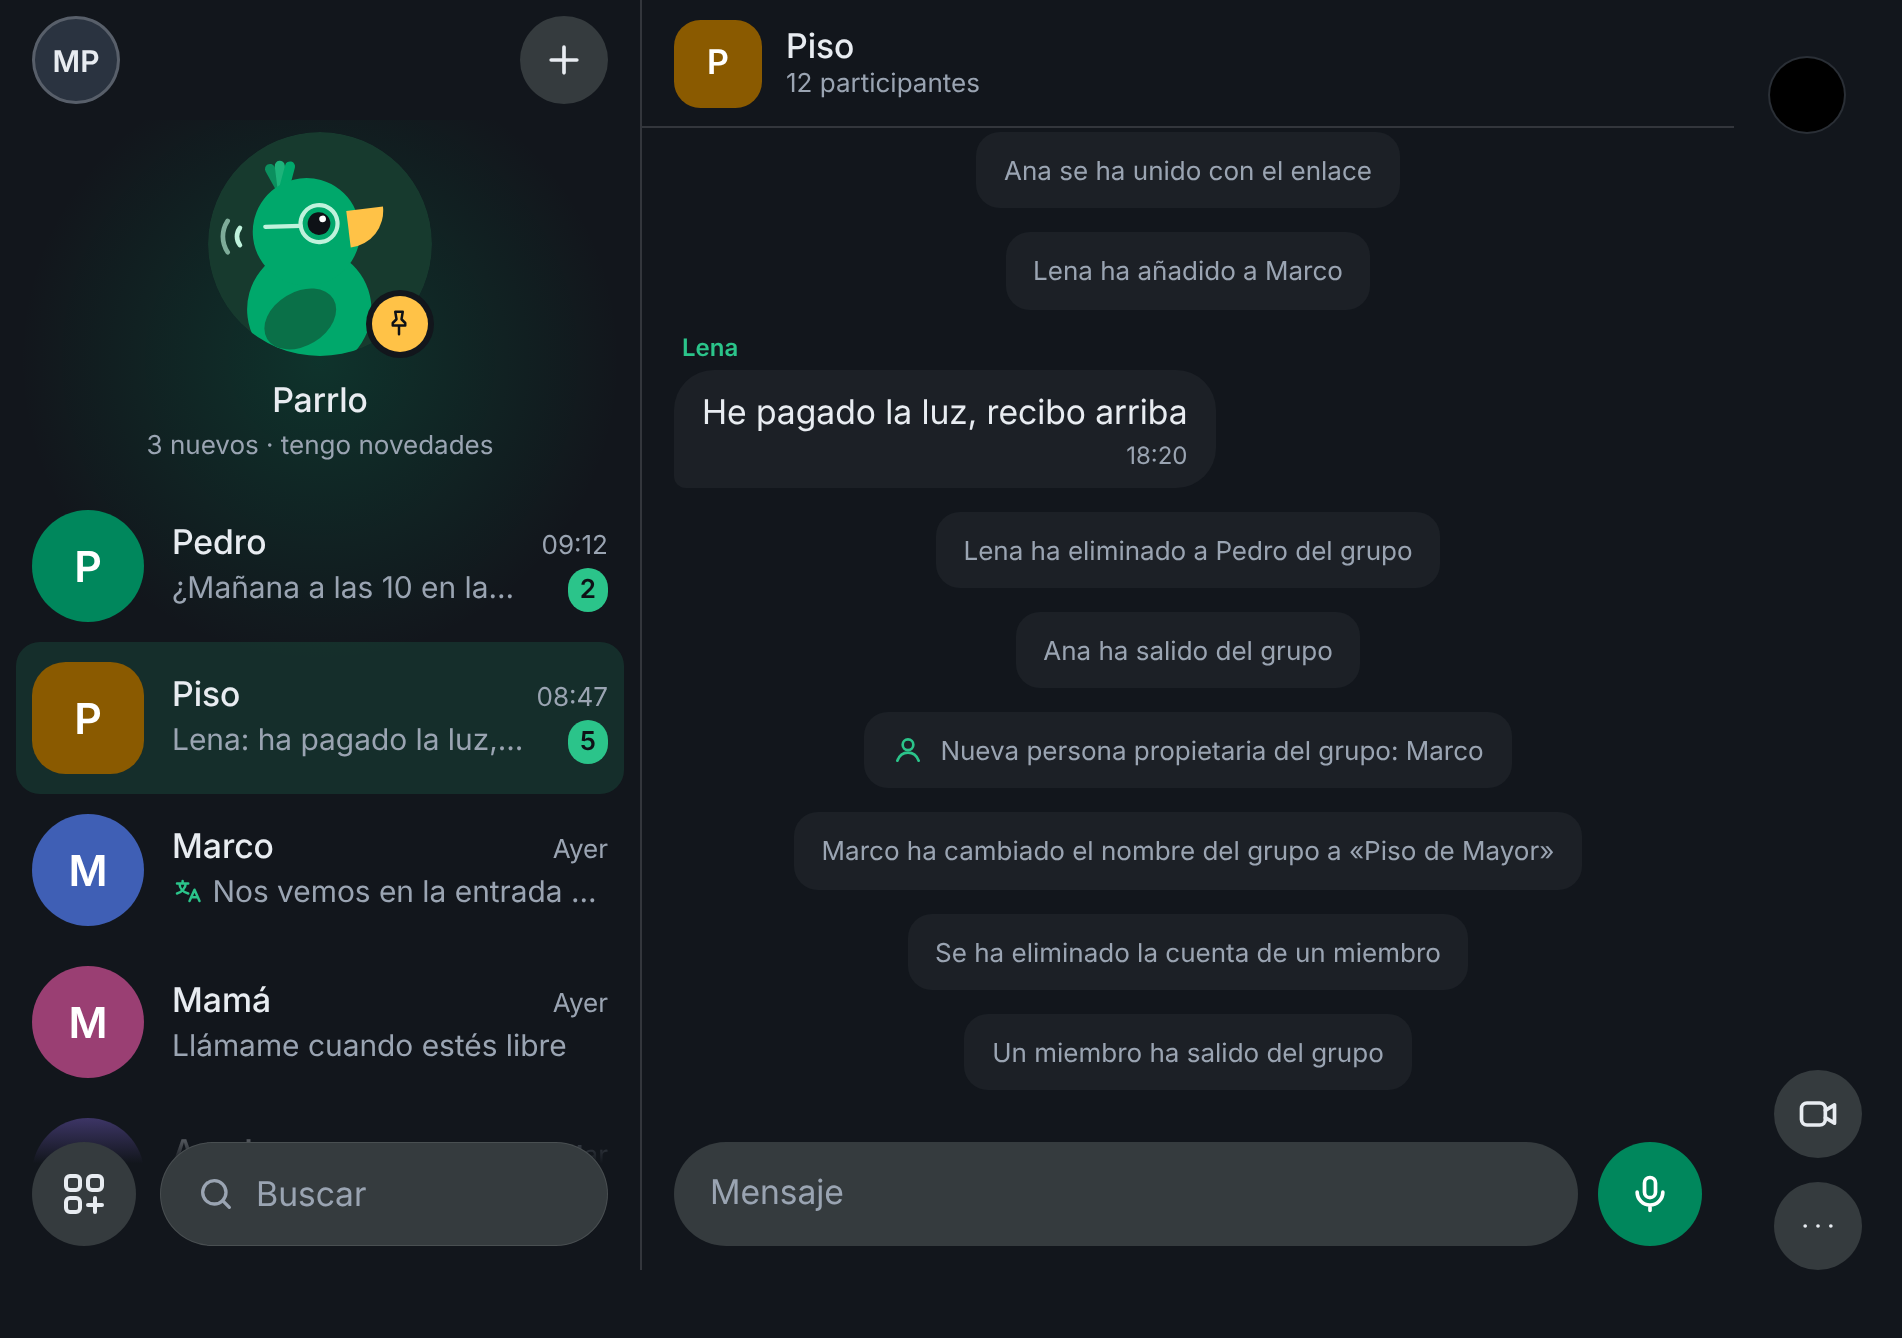 MP
Parrlo
3 nuevos · tengo novedades
P
Pedro
09:12
¿Mañana a las 10 en la...
2
P
Piso
08:47
Lena: ha pagado la luz,...
5
M
Marco
Ayer
Nos vemos en la entrada ...
M
Mamá
Ayer
Llámame cuando estés libre
Buscar
P
Piso
12 participantes
Ana se ha unido con el enlace
Lena ha añadido a Marco
Lena
He pagado la luz, recibo arriba
18:20
Lena ha eliminado a Pedro del grupo
Ana ha salido del grupo
Nueva persona propietaria del grupo: Marco
Marco ha cambiado el nombre del grupo a «Piso de Mayor»
Se ha eliminado la cuenta de un miembro
Un miembro ha salido del grupo
Mensaje